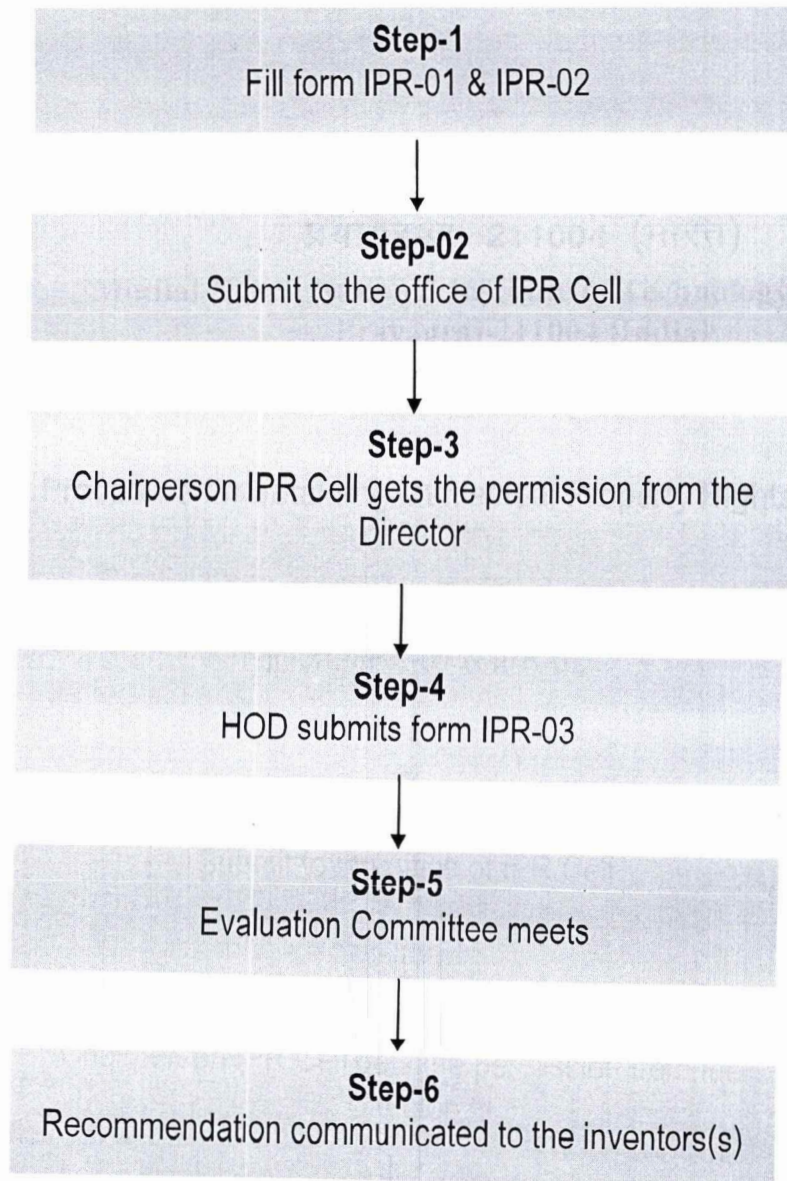 Step-1
Fill form IPR-01 & IPR-02
Step-02
Submit to the office of IPR Cell
Step-3
Chairperson IPR Cell gets the permission from the
Director
Step-4
HOD submits form IPR-03
Step-5
Evaluation Committee meets
Step-6
Recommendation communicated to the inventors(s)